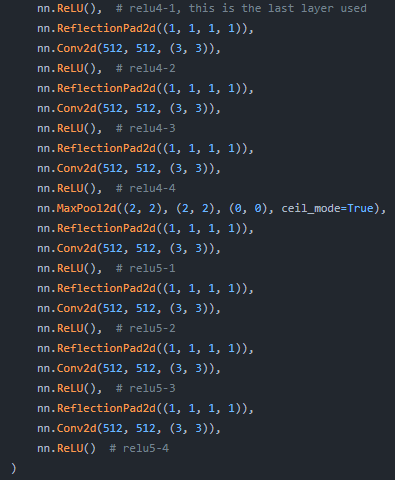 nn.ReLU(),  # relu4-1, this is the last layer used
nn.ReflectionPad2d((1, 1, 1, 1)),
nn.Conv2d(512, 512, (3, 3)),
nn.ReLU(),  # relu4-2
nn.ReflectionPad2d((1, 1, 1, 1)),
nn.Conv2d(512, 512, (3, 3)),
nn.ReLU(),  # relu4-3
nn.ReflectionPad2d((1, 1, 1, 1)),
nn.Conv2d(512, 512, (3, 3)),
nn.ReLU(),  # relu4-4
nn.MaxPool2d((2, 2), (2, 2), (0, 0), ceil_mode=True),
nn.ReflectionPad2d((1, 1, 1, 1)),
nn.Conv2d(512, 512, (3, 3)),
nn.ReLU(),  # relu5-1
nn.ReflectionPad2d((1, 1, 1, 1)),
nn.Conv2d(512, 512, (3, 3)),
nn.ReLU(),  # relu5-2
nn.ReflectionPad2d((1, 1, 1, 1)),
nn.Conv2d(512, 512, (3, 3)),
nn.ReLU(),  # relu5-3
nn.ReflectionPad2d((1, 1, 1, 1)),
nn.Conv2d(512, 512, (3, 3)),
nn.ReLU()  # relu5-4
)